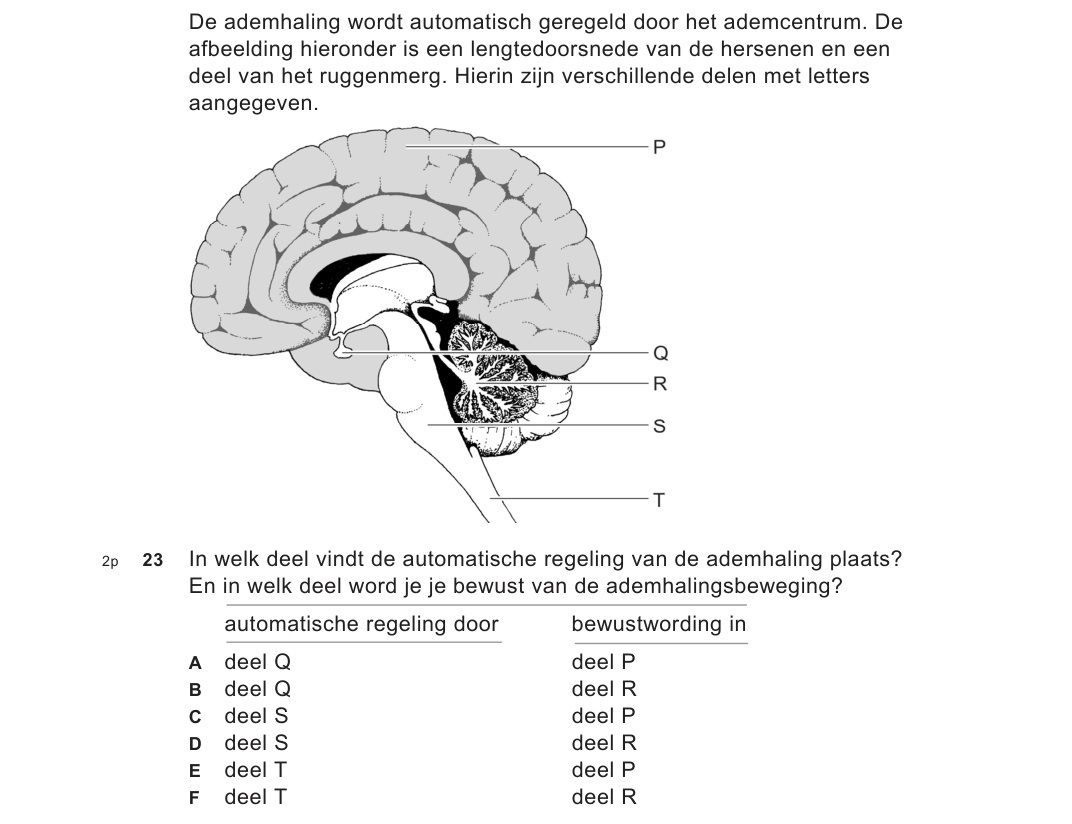 De ademhaling wordt automatisch geregeld door het ademcentrum. De
afbeelding hieronder is een lengtedoorsnede van de hersenen en een
deel van het ruggenmerg. Hierin zijn verschillende delen met letters
aangegeven.
P
Q
R
S
T
2p 23 In welk deel vindt de automatische regeling van de ademhaling plaats?
En in welk deel word je je bewust van de ademhalingsbeweging?
automatische regeling door bewustwording in
A deel Q deel P
B deel Q deel R
C deel S deel P
D deel S deel R
E deel T deel P
F deel T deel R